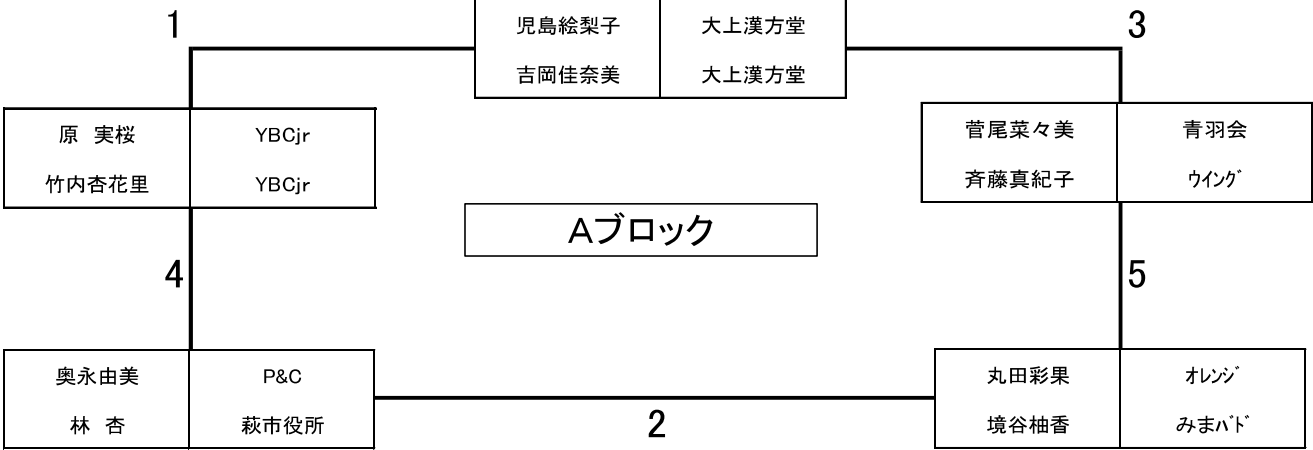 1
児島絵梨子 大上漢方堂
吉岡佳奈美 大上漢方堂
3
原 実桜 YBCjr
竹内杏花里 YBCjr
菅尾菜々美 青羽会
斉藤真紀子 ウイング
Aブロック
4
5
奥永由美 P&C
林 杏 萩市役所
2
丸田彩果 オレンジ
境谷柚香 みまバド